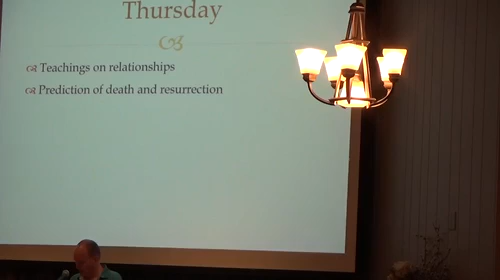 Thursday
Teachings on relationships
Prediction of death and resurrection